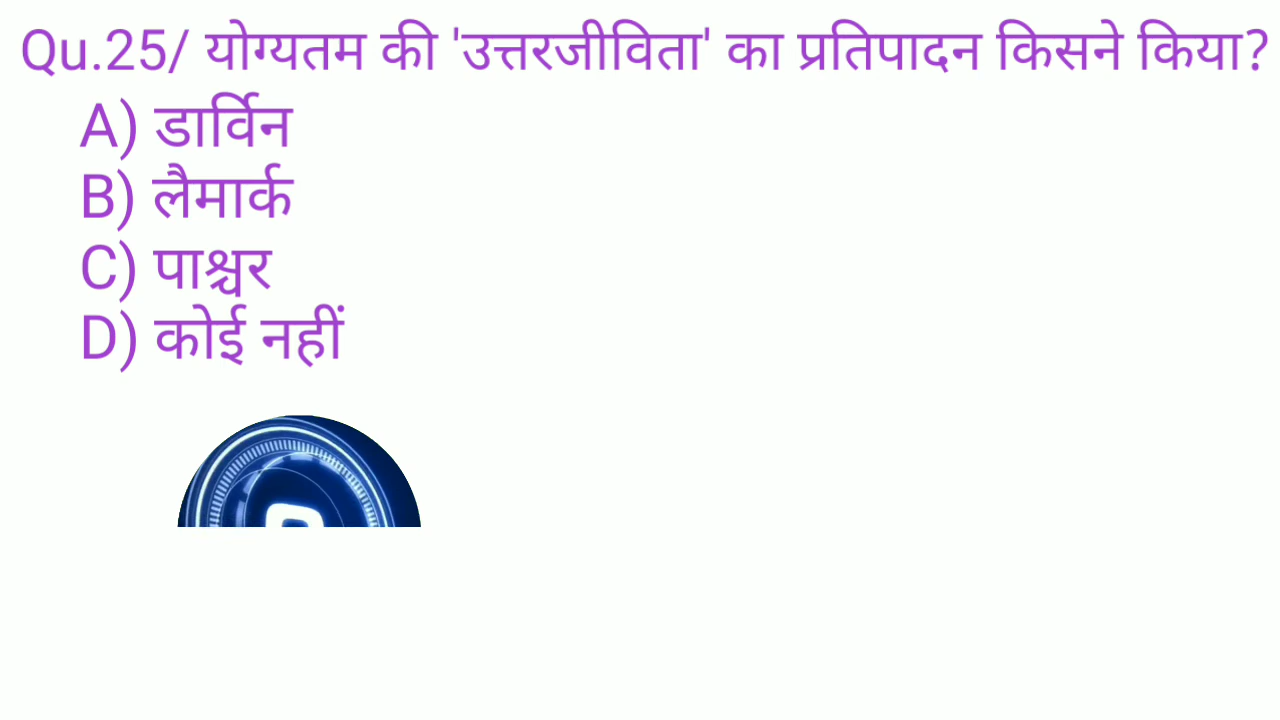 Qu.25/ योग्यतम की 'उत्तरजीविता' का प्रतिपादन किसने किया?
A) डार्विन
B) लैमार्क
C) पाश्चर
D) कोई नहीं